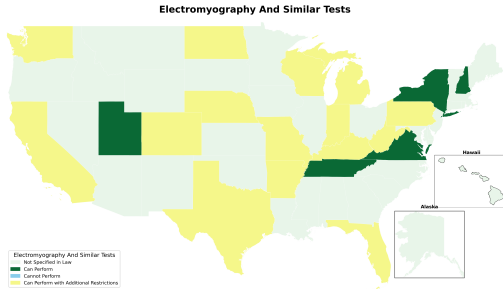 Electromyography And Similar Tests
Hawaii
Alaska
Electromyography And Similar Tests
Not Specified in Law
Can Perform
Cannot Perform
Can Perform with Additional Restrictions